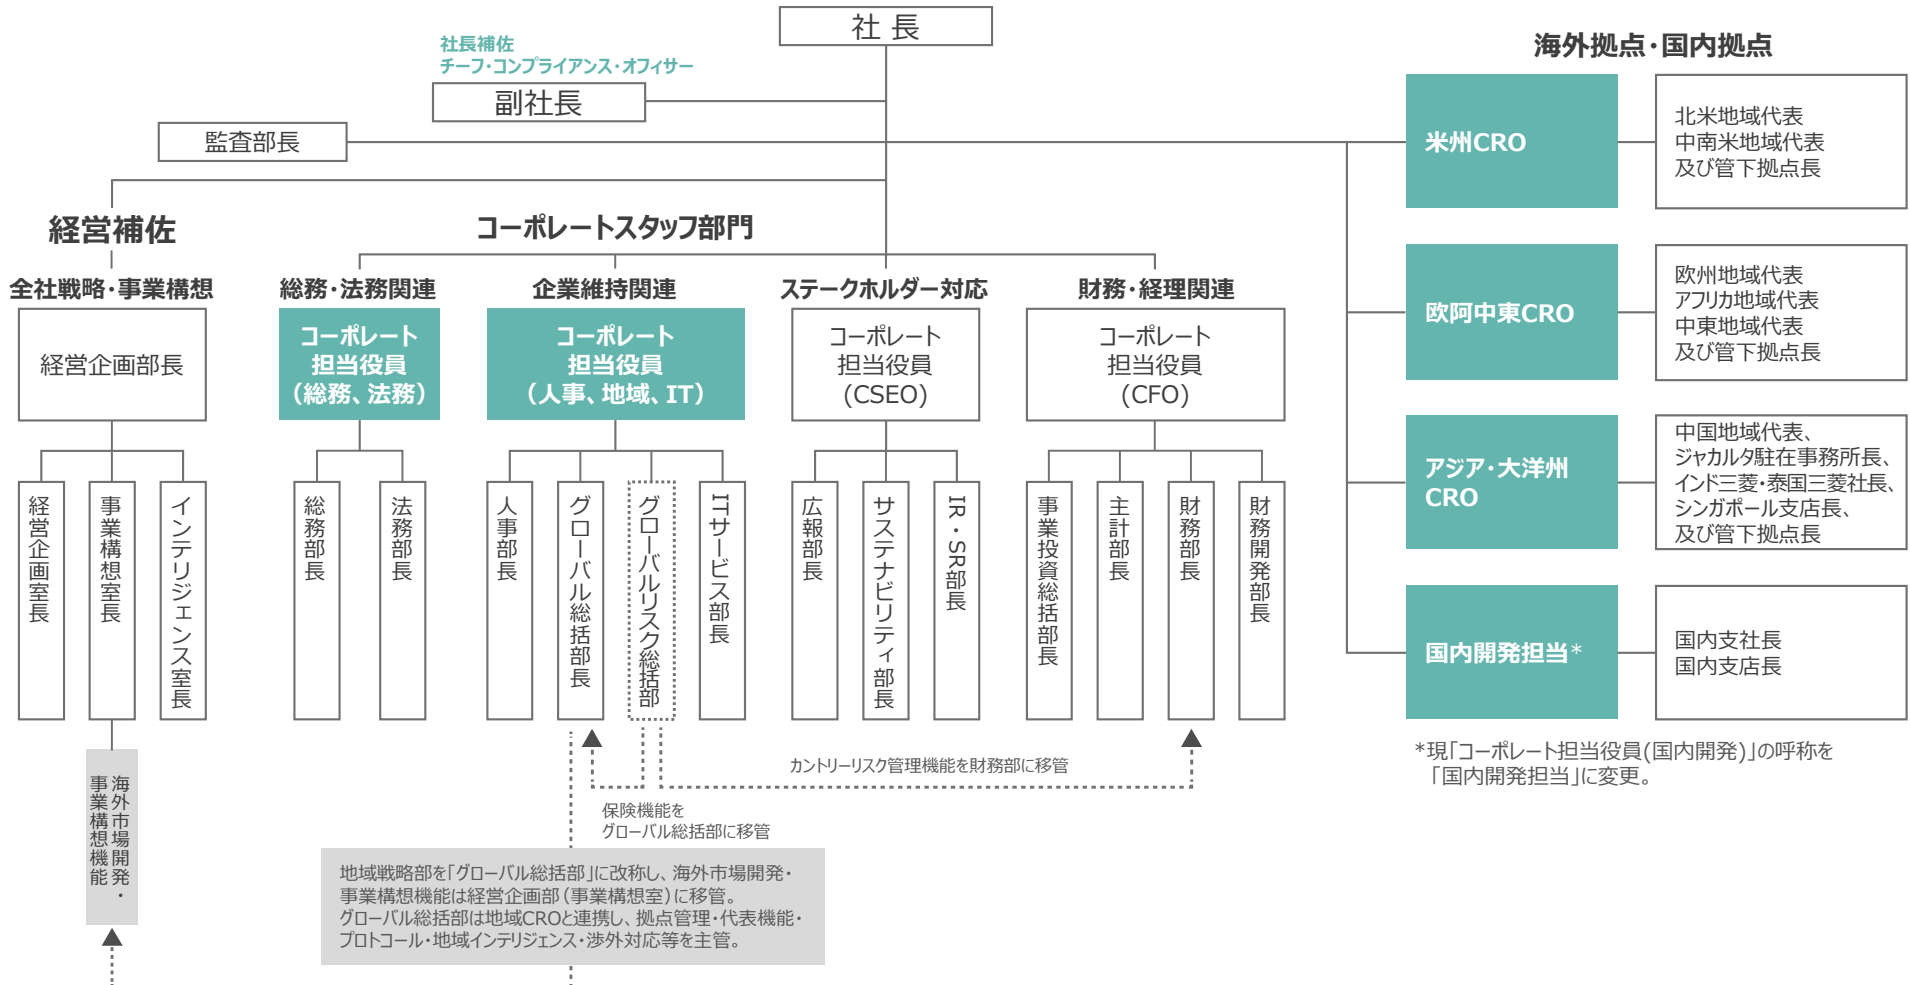 社 長
社長補佐
チーフ・コンプライアンス・オフィサー
副社長
監査部長
経営補佐
全社戦略・事業構想
経営企画部長
経営企画室長
事業構想室長
インテリジェンス室長
海外市場開発・
事業構想機能
コーポレートスタッフ部門
総務・法務関連
コーポレート
担当役員
（総務、法務）
総務部長
法務部長
企業維持関連
コーポレート
担当役員
（人事、地域、IT）
人事部長
グローバル総括部長
グローバルリスク総括部
ITサービス部長
ステークホルダー対応
コーポレート
担当役員
(CSEO)
広報部長
サステナビリティ部長
IR・SR部長
財務・経理関連
コーポレート
担当役員
(CFO)
事業投資総括部長
主計部長
財務部長
財務開発部長
カントリーリスク管理機能を財務部に移管
保険機能を
グローバル総括部に移管
地域戦略部を「グローバル総括部」に改称し、海外市場開発・
事業構想機能は経営企画部（事業構想室）に移管。
グローバル総括部は地域CROと連携し、拠点管理・代表機能・
プロトコール・地域インテリジェンス・渉外対応等を主管。
海外拠点・国内拠点
米州CRO
北米地域代表
中南米地域代表
及び管下拠点長
欧阿中東CRO
欧州地域代表
アフリカ地域代表
中東地域代表
及び管下拠点長
アジア・大洋州
CRO
中国地域代表、
ジャカルタ駐在事務所長、
インド三菱・泰国三菱社長、
シンガポール支店長、
及び管下拠点長
国内開発担当*
国内支社長
国内支店長
*現「コーポレート担当役員(国内開発)」の呼称を
「国内開発担当」に変更。